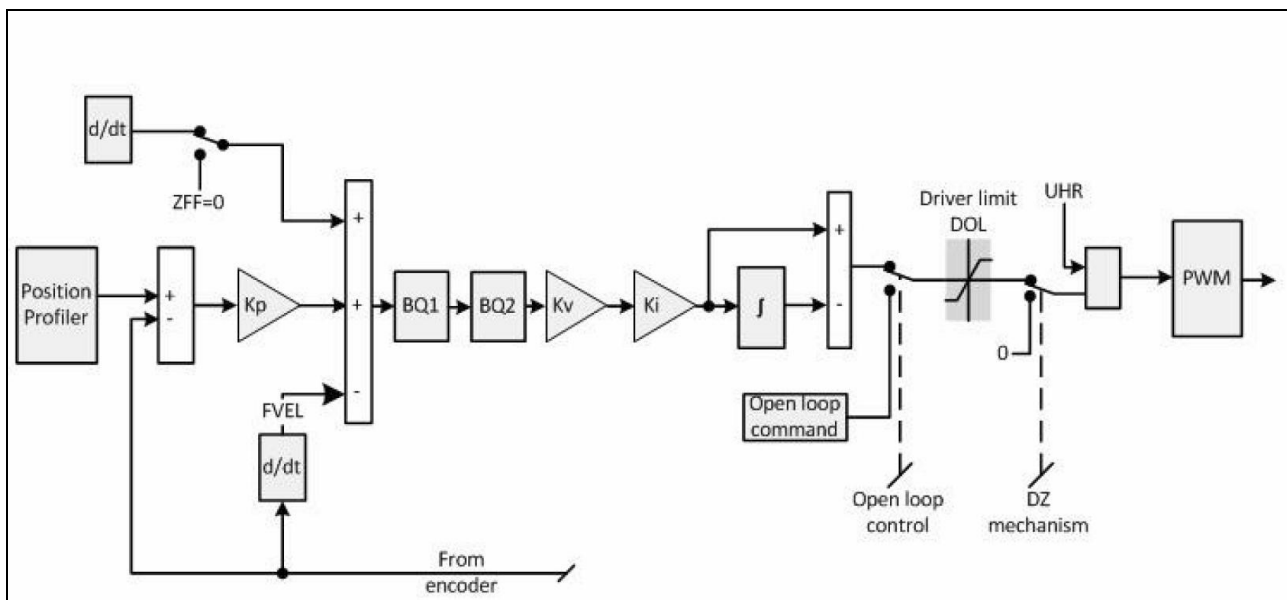 d/dt
ZFF=0
Position
Profiler
+
-
Kp
+
+
-
FVEL
d/dt
From
encoder
BQ1
BQ2
Kv
Ki
∫
+
-
Open loop
command
Open loop
control
Driver limit
DOL
0
DZ
mechanism
UHR
PWM